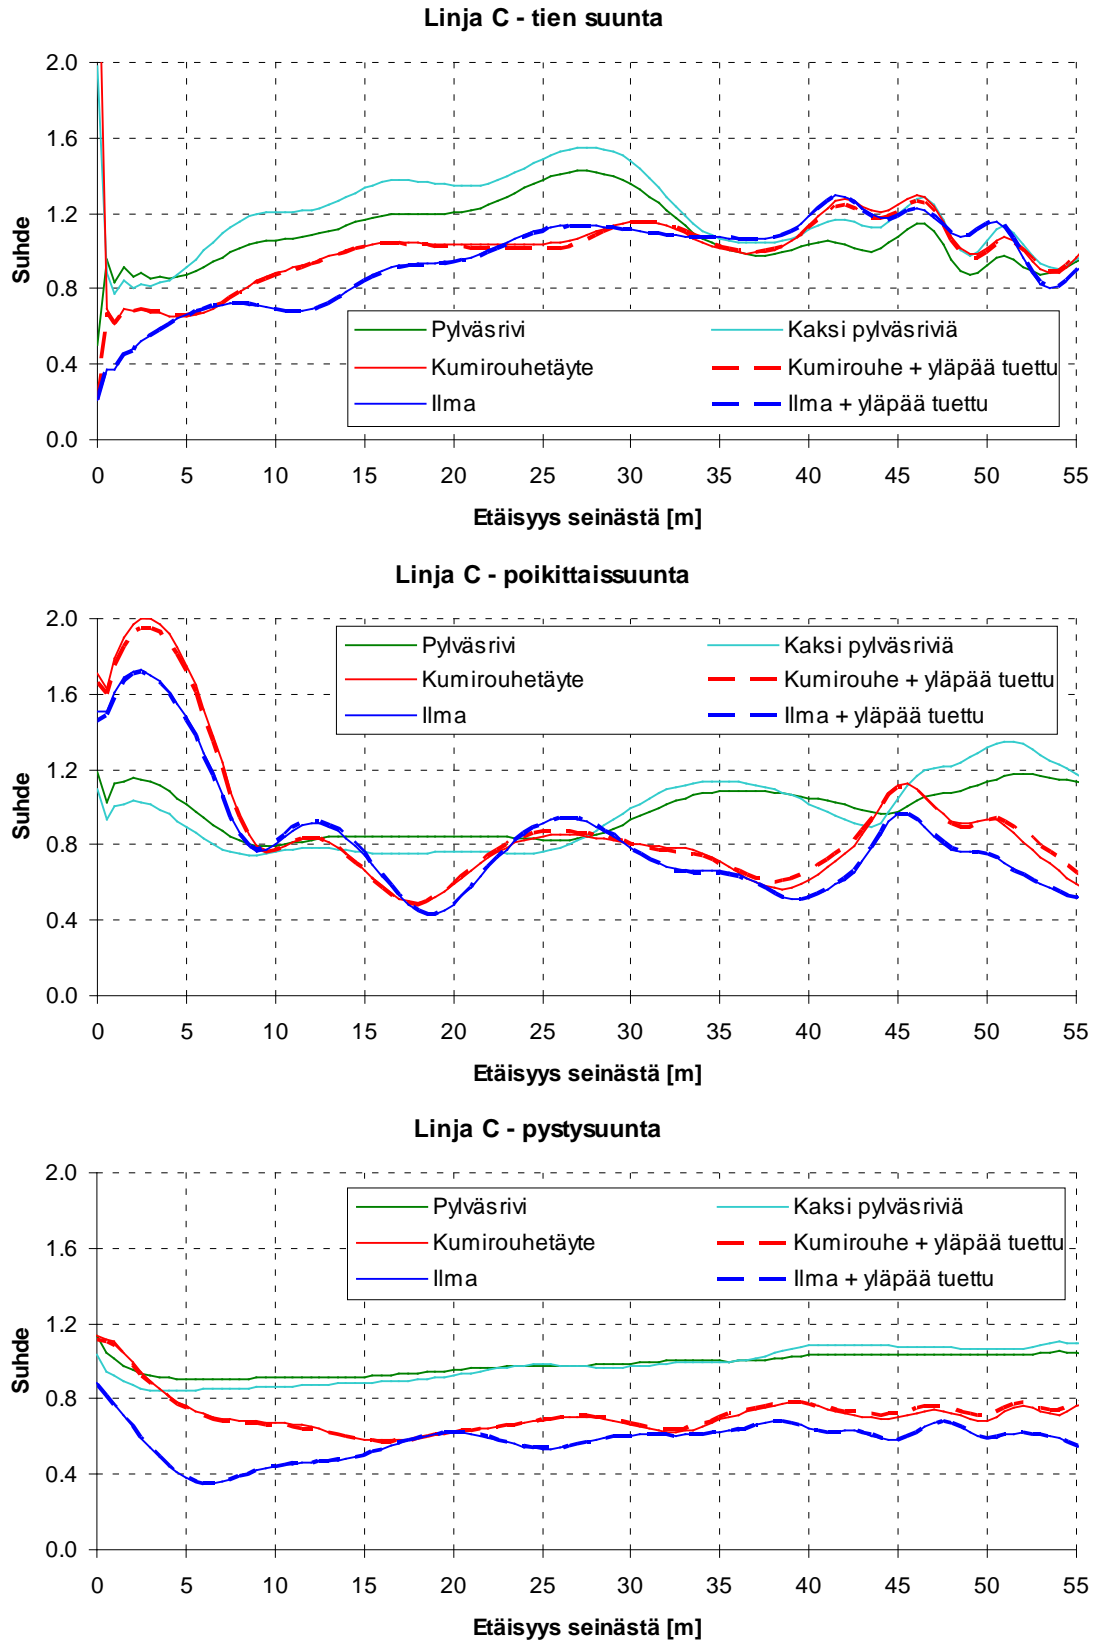 Linja C - tien suunta
2.0
1.6
1.2
0.8
0.4
0.0
Suhde
Pylväsrivi
Kaksi pylväsriviä
Kumirouhetäyte
Kumirouhe + yläpää tuettu
Ilma
Ilma + yläpää tuettu
0 5 10 15 20 25 30 35 40 45 50 55
Etäisyys seinästä [m]
Linja C - poikittaissuunta
2.0
1.6
1.2
0.8
0.4
0.0
Suhde
Pylväsrivi
Kaksi pylväsriviä
Kumirouhetäyte
Kumirouhe + yläpää tuettu
Ilma
Ilma + yläpää tuettu
0 5 10 15 20 25 30 35 40 45 50 55
Etäisyys seinästä [m]
Linja C - pystysuunta
2.0
1.6
1.2
0.8
0.4
0.0
Suhde
Pylväsrivi
Kaksi pylväsriviä
Kumirouhetäyte
Kumirouhe + yläpää tuettu
Ilma
Ilma + yläpää tuettu
0 5 10 15 20 25 30 35 40 45 50 55
Etäisyys seinästä [m]